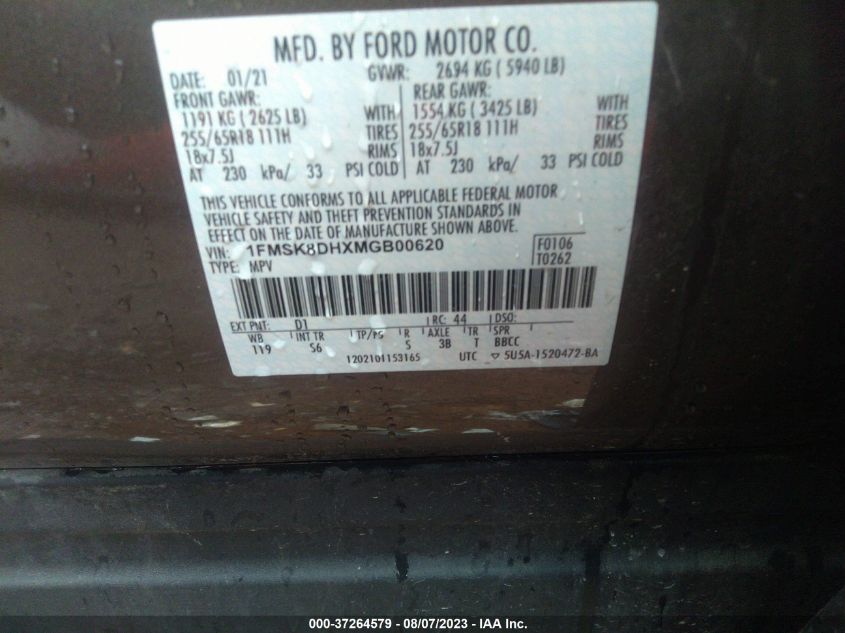 MFD. BY FORD MOTOR CO.
DATE: 01/21 GVWR: 2694 KG ( 5940 LB)
FRONT GAWR: REAR GAWR:
1191 KG ( 2625 LB) WITH 1554 KG ( 3425 LB) WITH
255/65R18 111H TIRES 255/65R18 111H TIRES
18x7.5J RIMS 18x7.5J RIMS
AT 230 kPa/ 33 PSI COLD AT 230 kPa/ 33 PSI COLD
THIS VEHICLE CONFORMS TO ALL APPLICABLE FEDERAL MOTOR
VEHICLE SAFETY AND THEFT PREVENTION STANDARDS IN
EFFECT ON THE DATE OF MANUFACTURE SHOWN ABOVE.
VIN: 1FMSK8DHXMGB00620 F0106
TYPE: MPV T0262
EXT PNT: D1 RC: 44 DSO:
WB INT TR TP/PS R AXLE TR SPR
119 S6 5 3B T BBCC
1202101153165 UTC ▽ 5U5A-1520472-BA
000-37264579 - 08/07/2023 - IAA Inc.